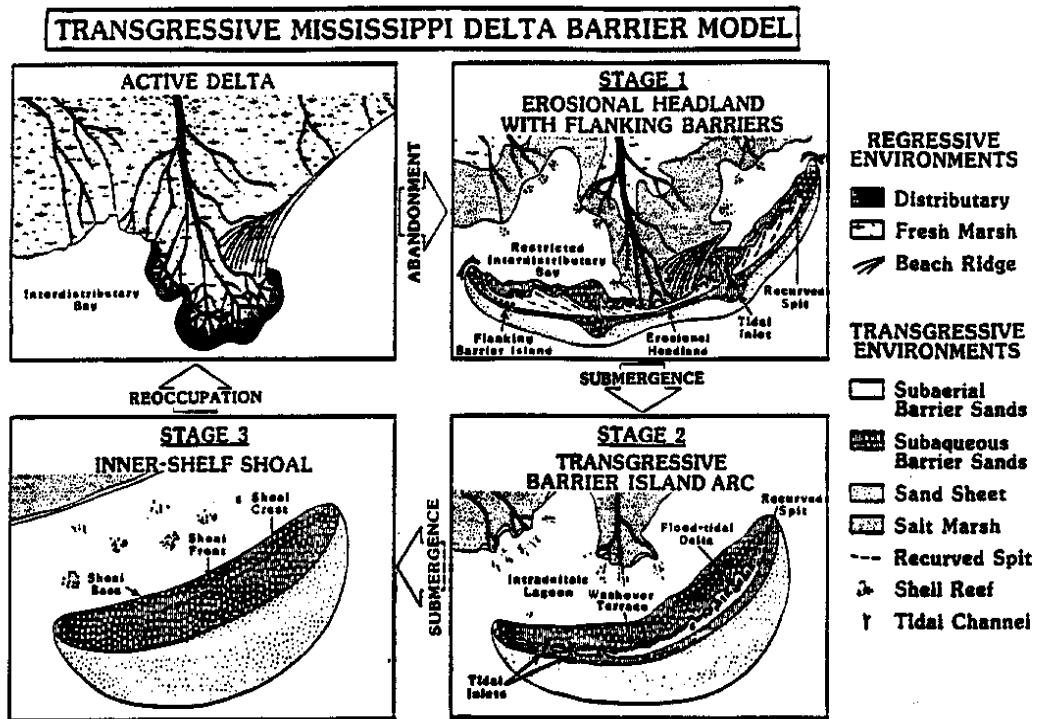 TRANSGRESSIVE MISSISSIPPI DELTA BARRIER MODEL
ACTIVE DELTA
Interdistributary
Bay
ABANDONMENT
STAGE 1
EROSIONAL HEADLAND
WITH FLANKING BARRIERS
Restricted
Interdistributary
Bay
Flanking
Barrier Island
Erosional
Headland
Tidal
Inlet
Recurved
Spit
SUBMERGENCE
STAGE 2
TRANSGRESSIVE
BARRIER ISLAND ARC
Recurved
Spit
Flood-tidal
Delta
Intradeltaic
Lagoon
Washover
Terrace
Tidal
Inlets
SUBMERGENCE
STAGE 3
INNER-SHELF SHOAL
Shoal
Crest
Shoal
Front
Shoal
Base
REOCCUPATION
REGRESSIVE
ENVIRONMENTS
Distributary
Fresh Marsh
Beach Ridge
TRANSGRESSIVE
ENVIRONMENTS
Subaerial
Barrier Sands
Subaqueous
Barrier Sands
Sand Sheet
Salt Marsh
Recurved Spit
Shell Reef
Tidal Channel